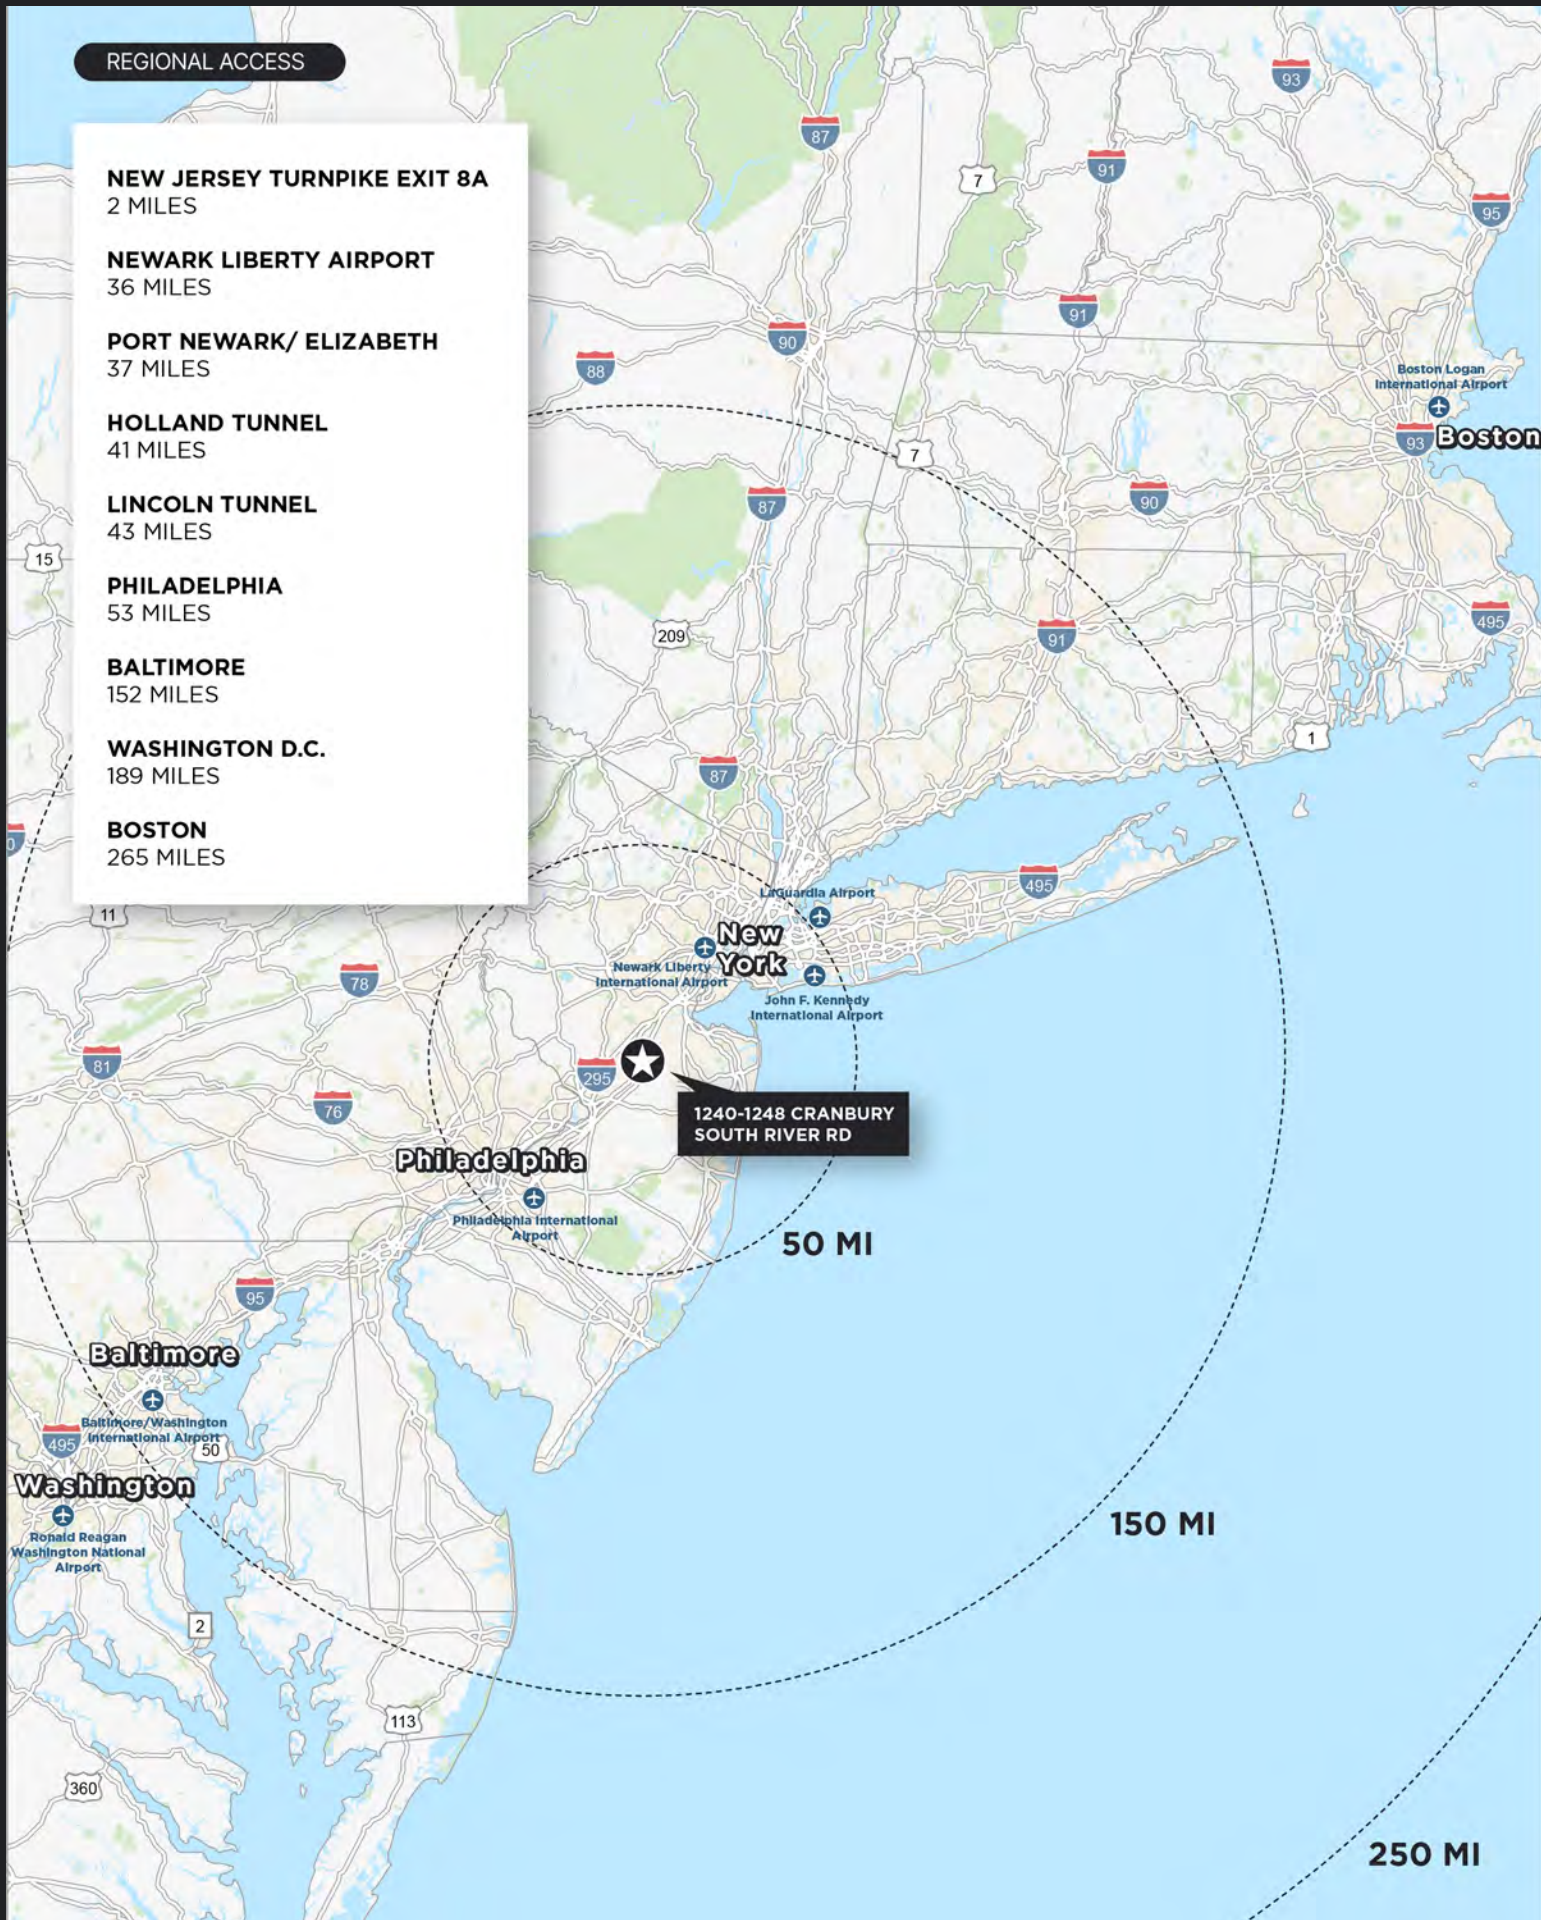 REGIONAL ACCESS
NEW JERSEY TURNPIKE EXIT 8A
2 MILES
NEWARK LIBERTY AIRPORT
36 MILES
PORT NEWARK/ ELIZABETH
37 MILES
HOLLAND TUNNEL
41 MILES
LINCOLN TUNNEL
43 MILES
PHILADELPHIA
53 MILES
BALTIMORE
152 MILES
WASHINGTON D.C.
189 MILES
BOSTON
265 MILES
93
87
91
7
95
91
90
88
Boston Logan
International Airport
93
Boston
7
90
87
15
495
209
91
1
87
495
LaGuardia Airport
11
New
York
Newark Liberty
International Airport
78
John F. Kennedy
International Airport
81
295
76
1240-1248 CRANBURY
SOUTH RIVER RD
Philadelphia
Philadelphia International
Airport
50 MI
95
Baltimore
Baltimore/Washington
International Airport
495
50
Washington
Ronald Reagan
Washington National
Airport
150 MI
2
113
360
250 MI